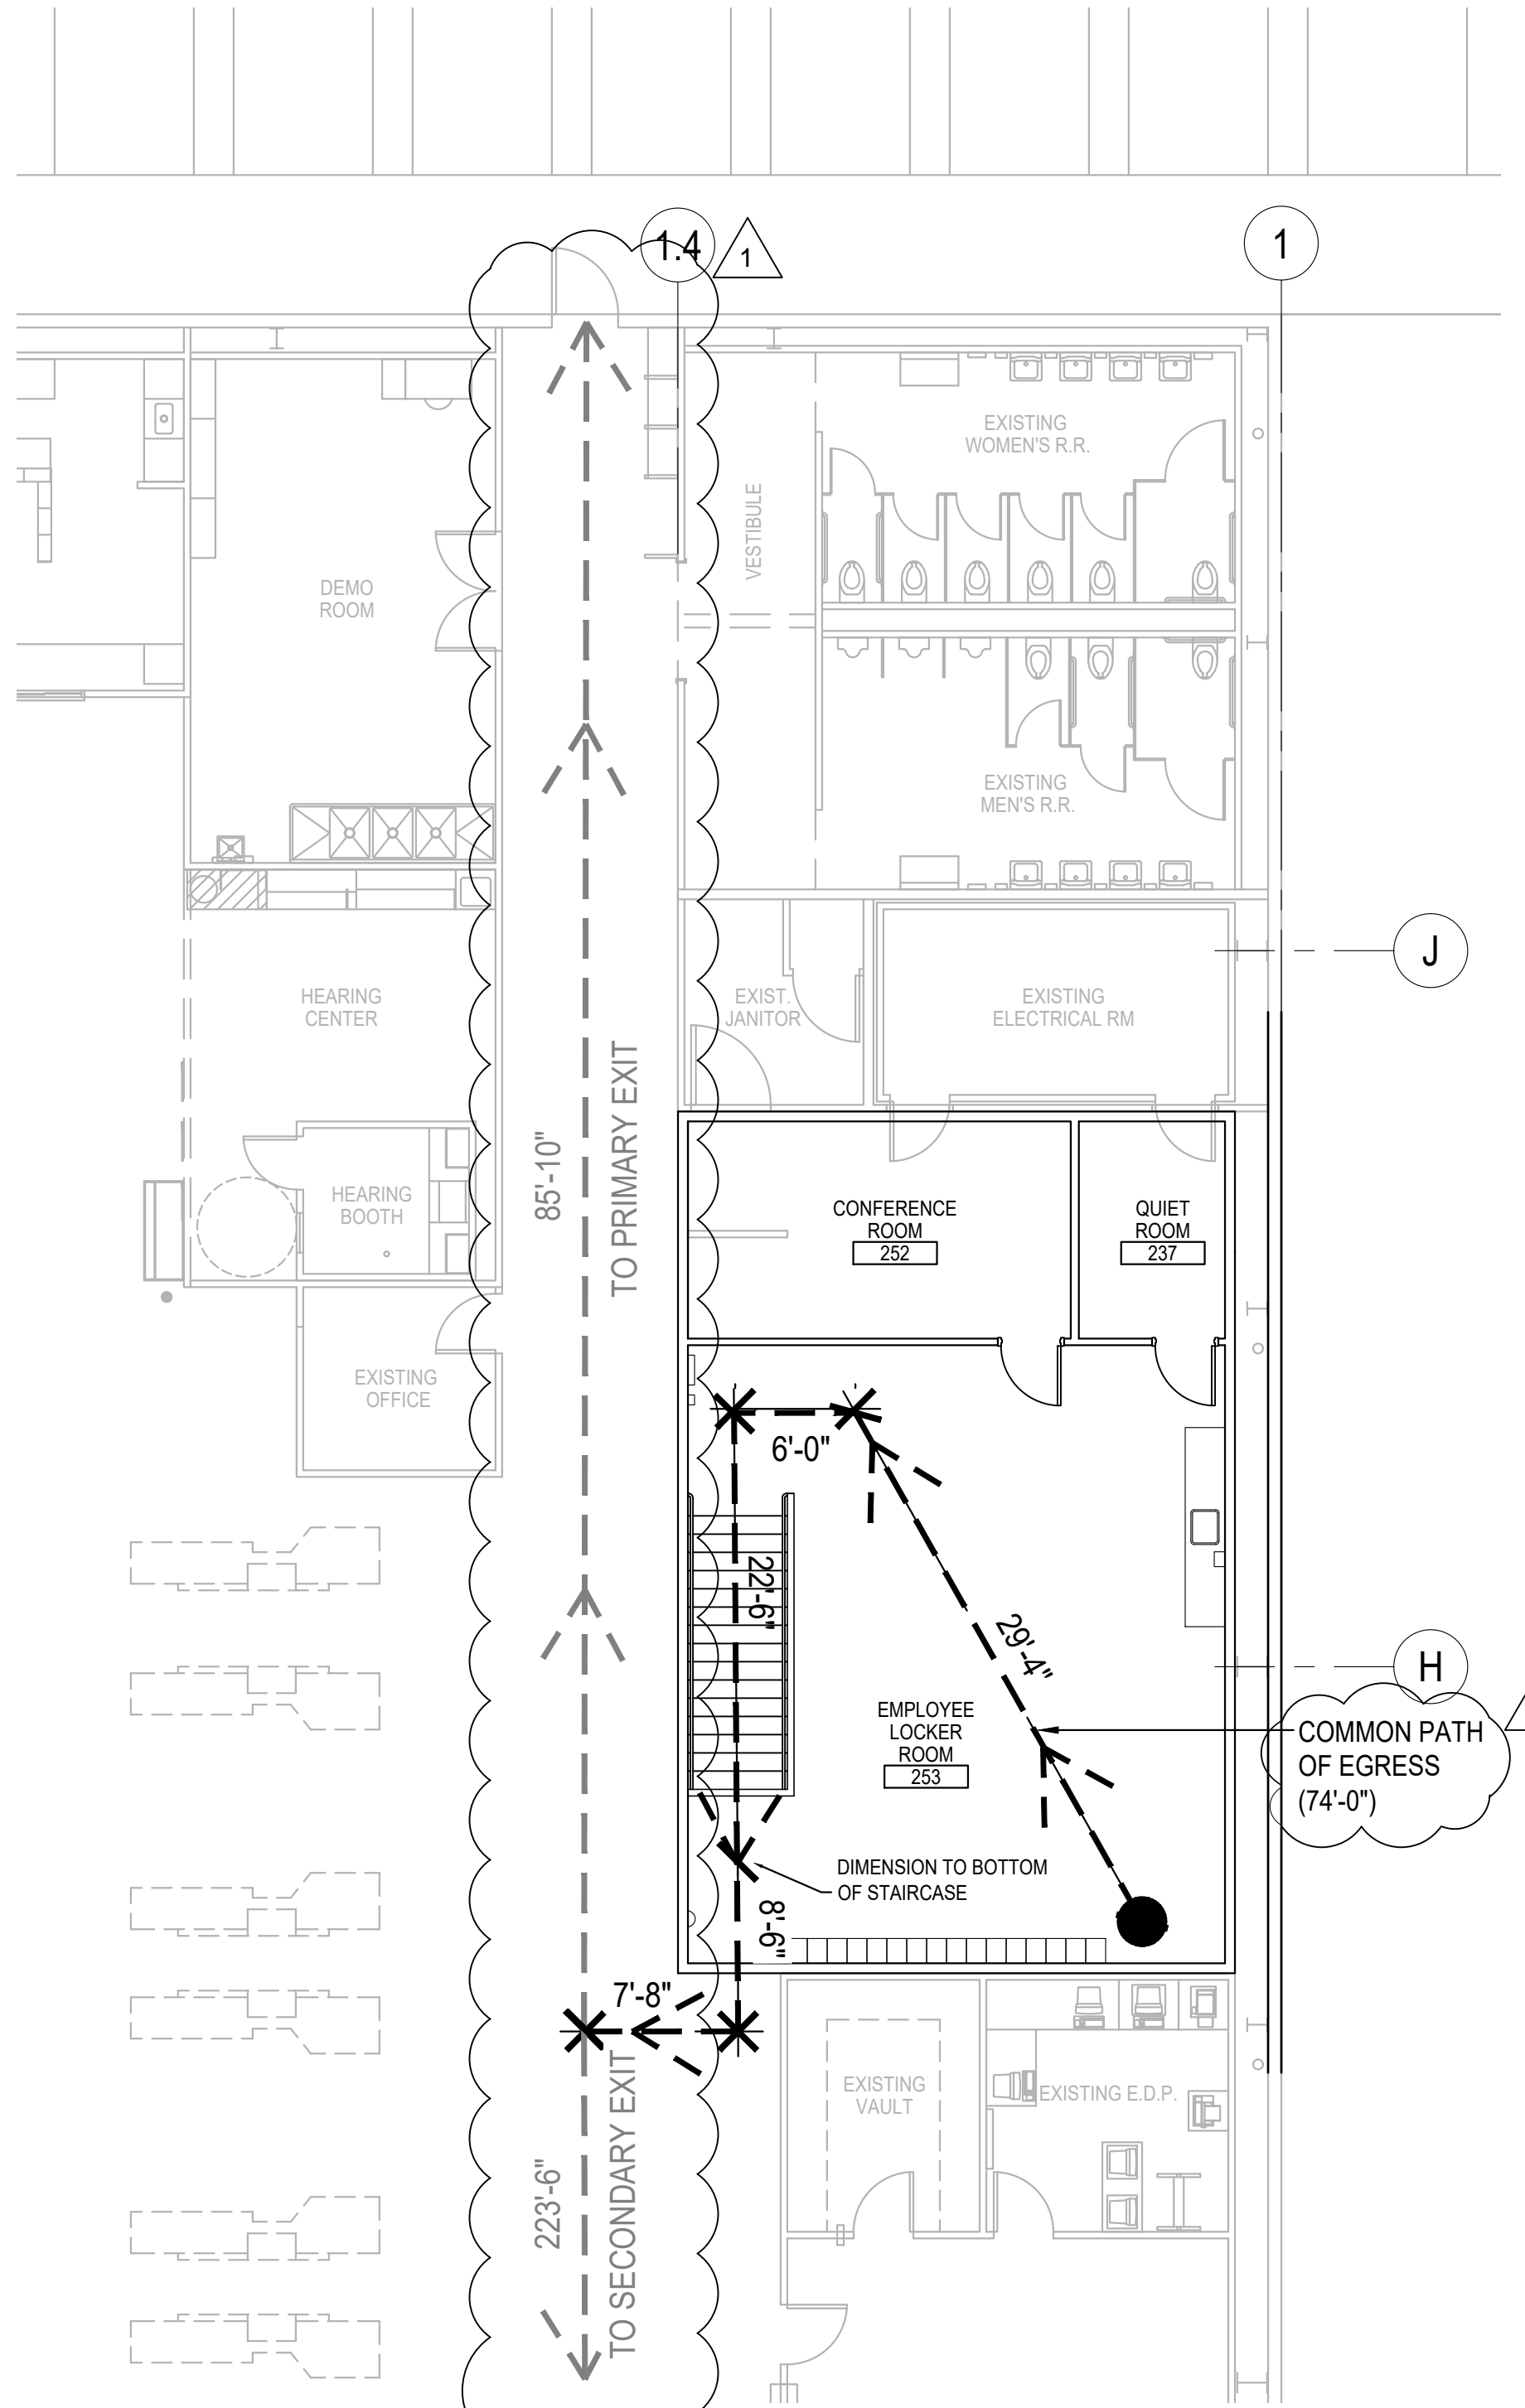 1.4
1
1
EXISTING
WOMEN'S R.R.
VESTIBULE
DEMO
ROOM
EXISTING
MEN'S R.R.
J
HEARING
CENTER
EXIST.
JANITOR
EXISTING
ELECTRICAL RM
85'-10"
TO PRIMARY EXIT
HEARING
BOOTH
CONFERENCE
ROOM
252
QUIET
ROOM
237
EXISTING
OFFICE
6'-0"
22'-6"
29'-4"
H
EMPLOYEE
LOCKER
ROOM
253
COMMON PATH
OF EGRESS
(74'-0")
DIMENSION TO BOTTOM
OF STAIRCASE
8'-6"
7'-8"
EXISTING
VAULT
EXISTING E.D.P.
223'-6"
TO SECONDARY EXIT